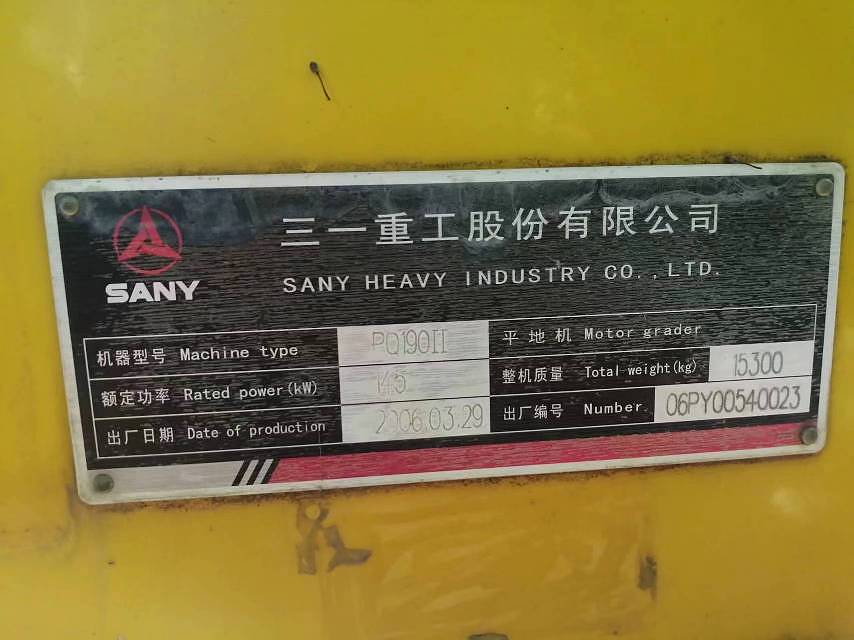 三一重工股份有限公司
SANY
SANY HEAVY INDUSTRY CO.,LTD.
机器型号 Machine type PQ190II 平地机 Motor grader
额定功率 Rated power(kW) 145 整机质量 Total weight(kg) 15300
出厂日期 Date of production 2006.03.29 出厂编号 Number. 06PY00540023